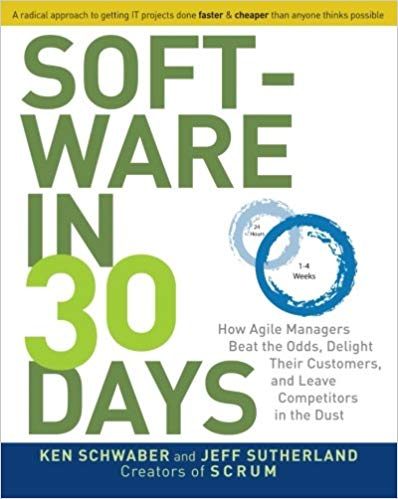 A radical approach to getting IT projects done faster & cheaper than anyone thinks possible
SOFT-
WARE
IN
30
DAYS
24
Hours
1-4
Weeks
How Agile Managers
Beat the Odds, Delight
Their Customers,
and Leave
Competitors
in the Dust
KEN SCHWABER and JEFF SUTHERLAND
Creators of SCRUM